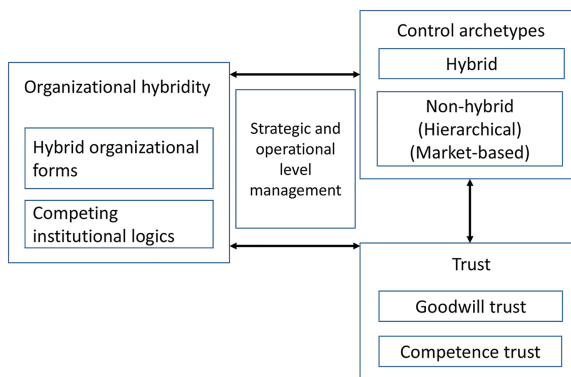 Organizational hybridity
Hybrid organizational
forms
Competing
institutional logics
Strategic and
operational
level
management
Control archetypes
Hybrid
Non-hybrid
(Hierarchical)
(Market-based)
Trust
Goodwill trust
Competence trust